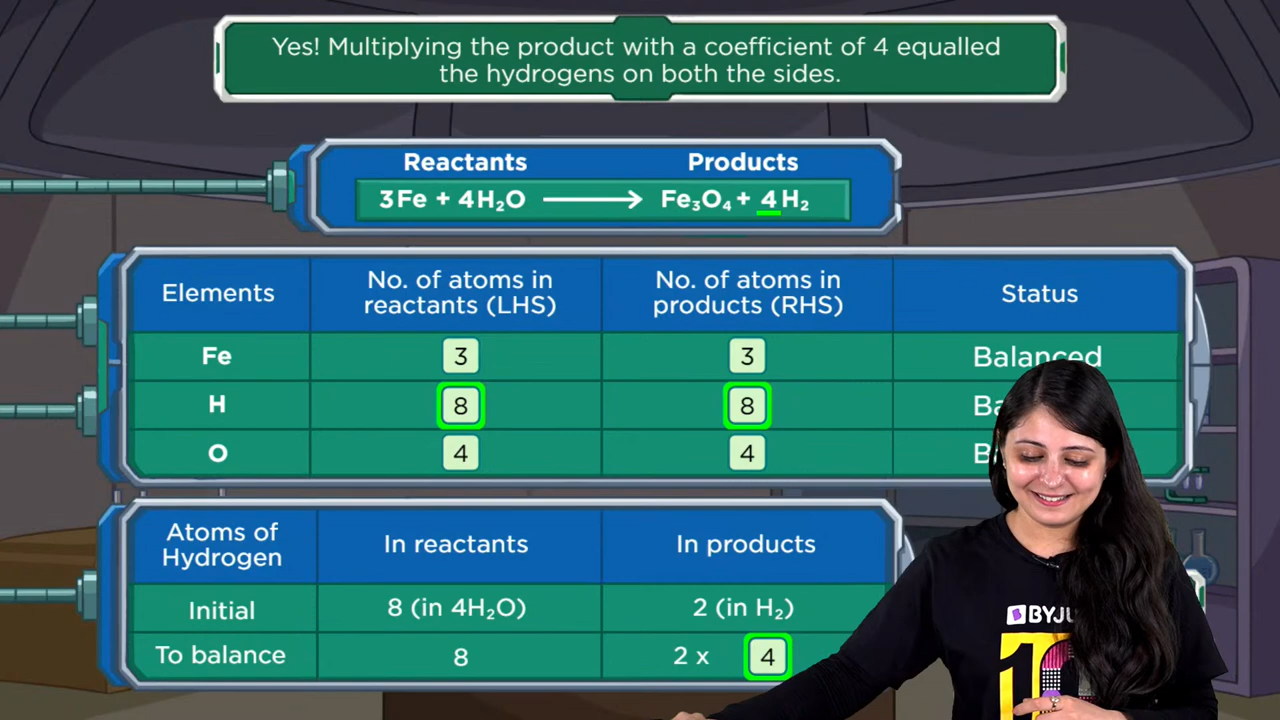 Yes! Multiplying the product with a coefficient of 4 equalled
the hydrogens on both the sides.
Reactants Products
3Fe + 4H₂O ⟶ Fe₃O₄ + 4H₂
Elements No. of atoms in reactants (LHS) No. of atoms in products (RHS) Status
Fe 3 3 Balanced
H 8 8
O 4 4
Atoms of Hydrogen In reactants In products
Initial 8 (in 4H₂O) 2 (in H₂)
To balance 8 2 x 4
BYJU